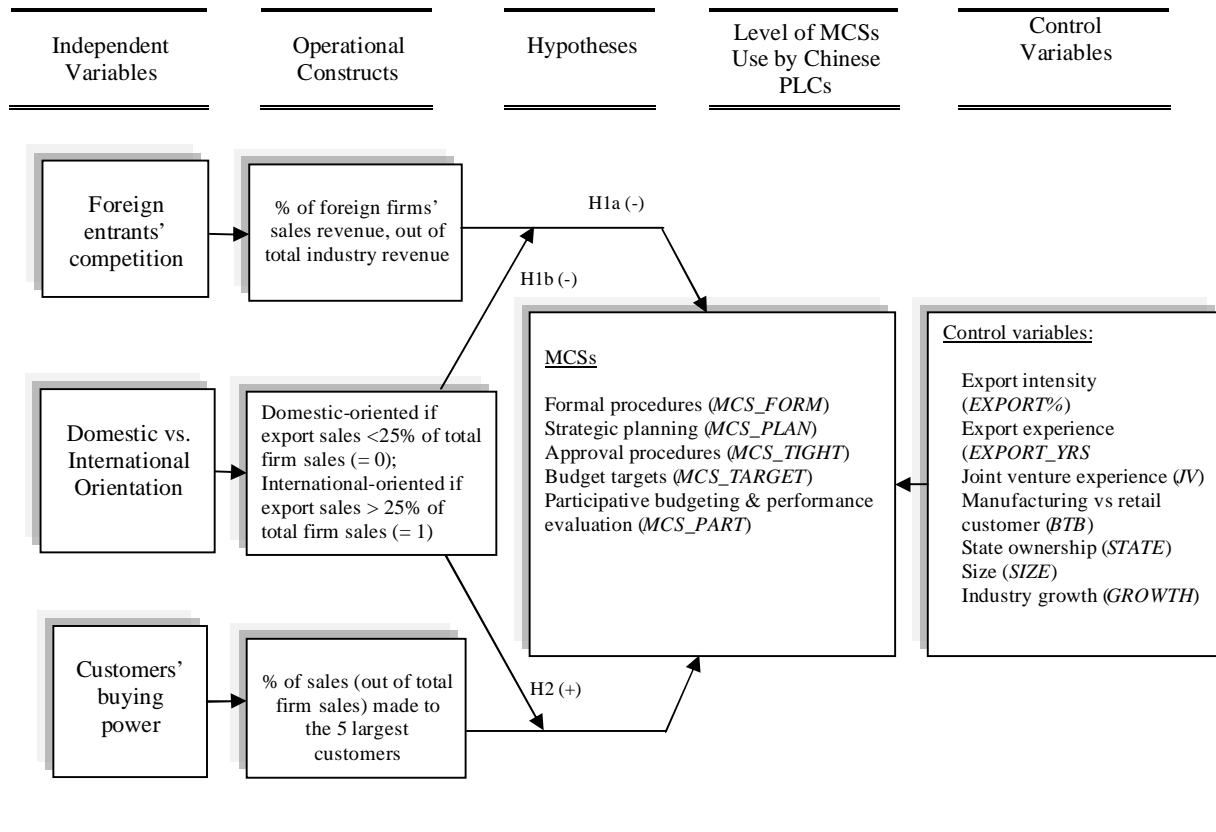 Independent
Variables
Operational
Constructs
Hypotheses
Level of MCSs
Use by Chinese
PLCs
Control
Variables
Foreign
entrants'
competition
% of foreign firms'
sales revenue, out of
total industry revenue
H1a (-)
H1b (-)
Domestic vs.
International
Orientation
Domestic-oriented if
export sales <25% of total
firm sales (= 0);
International-oriented if
export sales > 25% of
total firm sales (= 1)
MCSs
Formal procedures (MCS_FORM)
Strategic planning (MCS_PLAN)
Approval procedures (MCS_TIGHT)
Budget targets (MCS_TARGET)
Participative budgeting & performance
evaluation (MCS_PART)
Control variables:
Export intensity
(EXPORT%)
Export experience
(EXPORT_YRS
Joint venture experience (JV)
Manufacturing vs retail
customer (BTB)
State ownership (STATE)
Size (SIZE)
Industry growth (GROWTH)
Customers'
buying
power
% of sales (out of total
firm sales) made to
the 5 largest
customers
H2 (+)